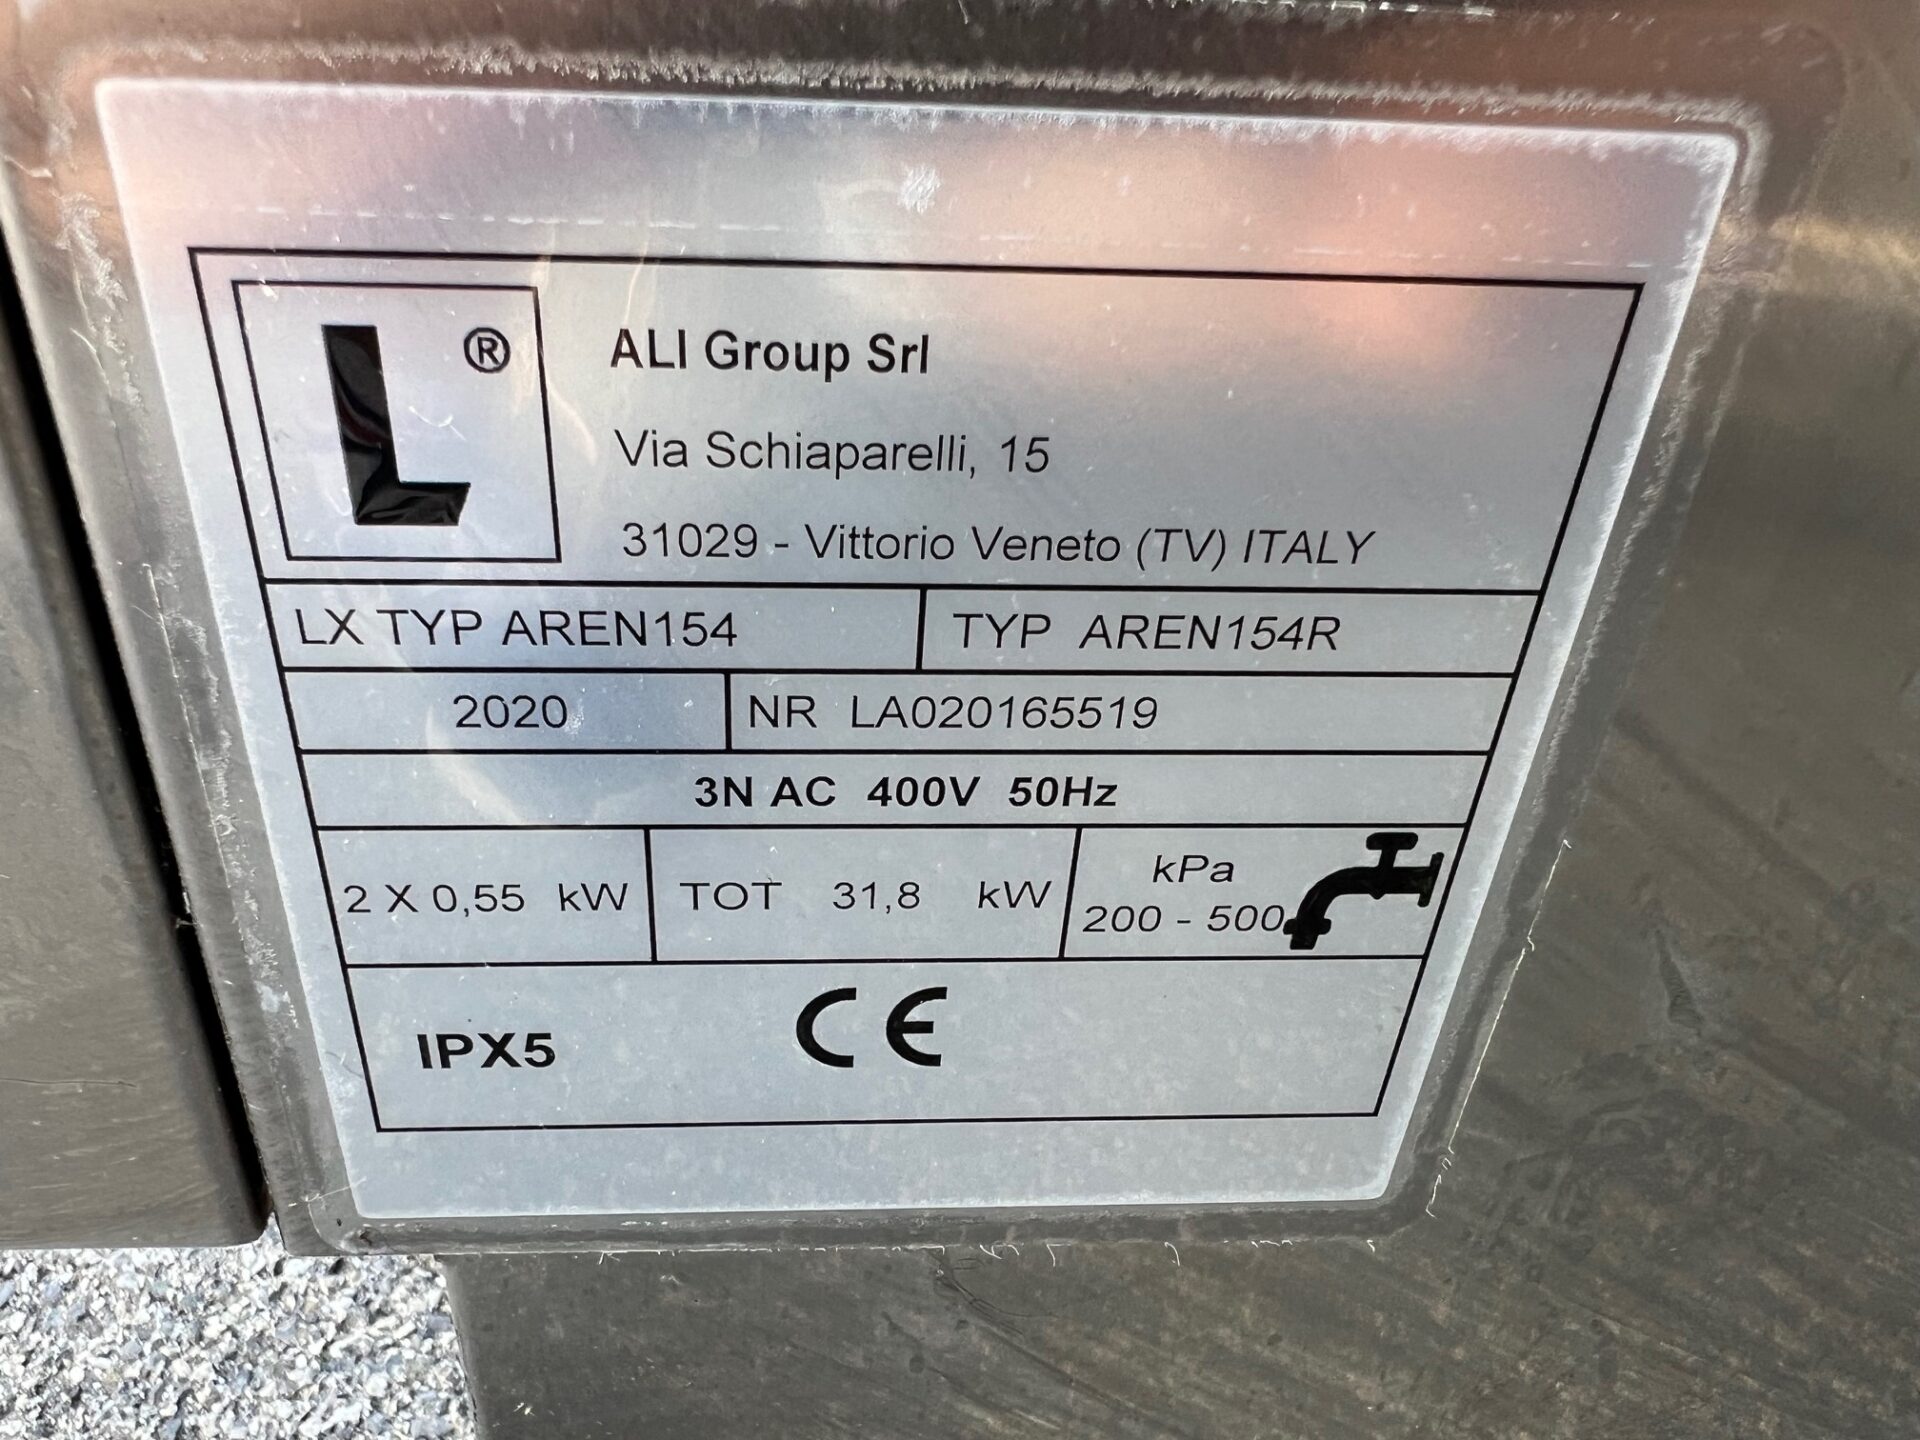 L ®
ALI Group Srl
Via Schiaparelli, 15
31029 - Vittorio Veneto (TV) ITALY
LX TYP AREN154 TYP AREN154R
2020 NR LA020165519
3N AC 400V 50Hz
2 X 0,55 kW TOT 31,8 kW kPa
200 - 500
IPX5 CE